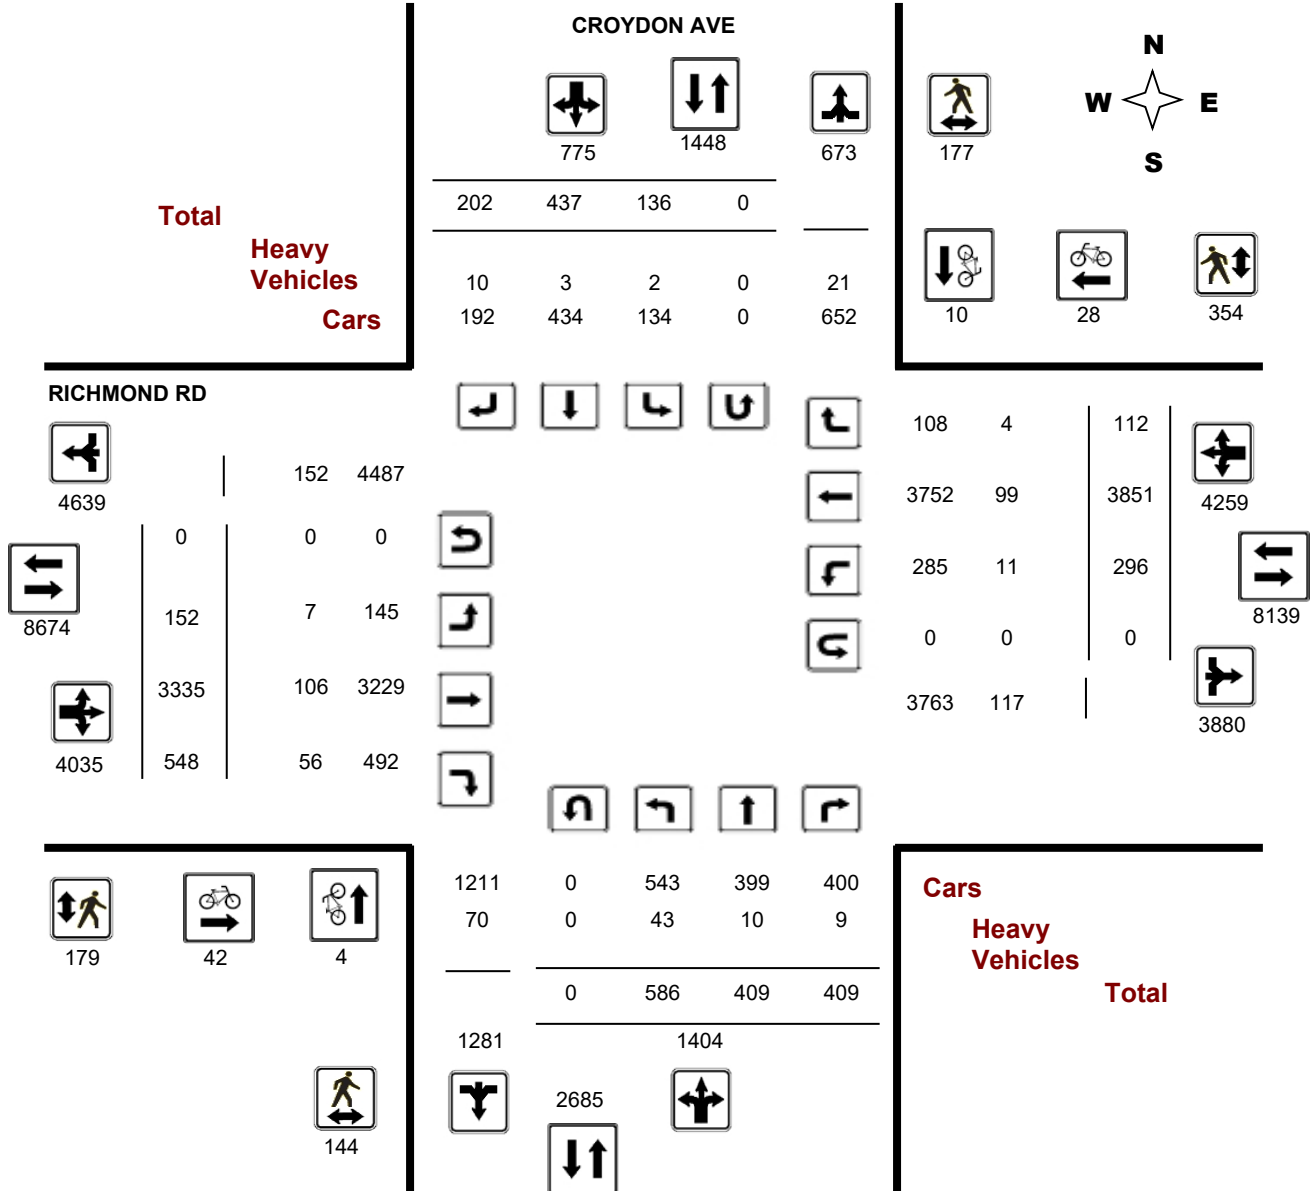 CROYDON AVE
N
W E
S
775 1448 673 177
202 437 136 0
Total
Heavy
Vehicles
Cars
10 3 2 0 21
192 434 134 0 652
10 28 354
RICHMOND RD
4639
152 4487
0 0 0
8674
152 7 145
3335 106 3229
4035
548 56 492
108 4 112
3752 99 3851
4259
285 11 296
8139
0 0 0
3763 117
3880
1211 0 543 399 400
70 0 43 10 9
179 42 4
0 586 409 409
1281 1404
2685
144
Cars
Heavy
Vehicles
Total